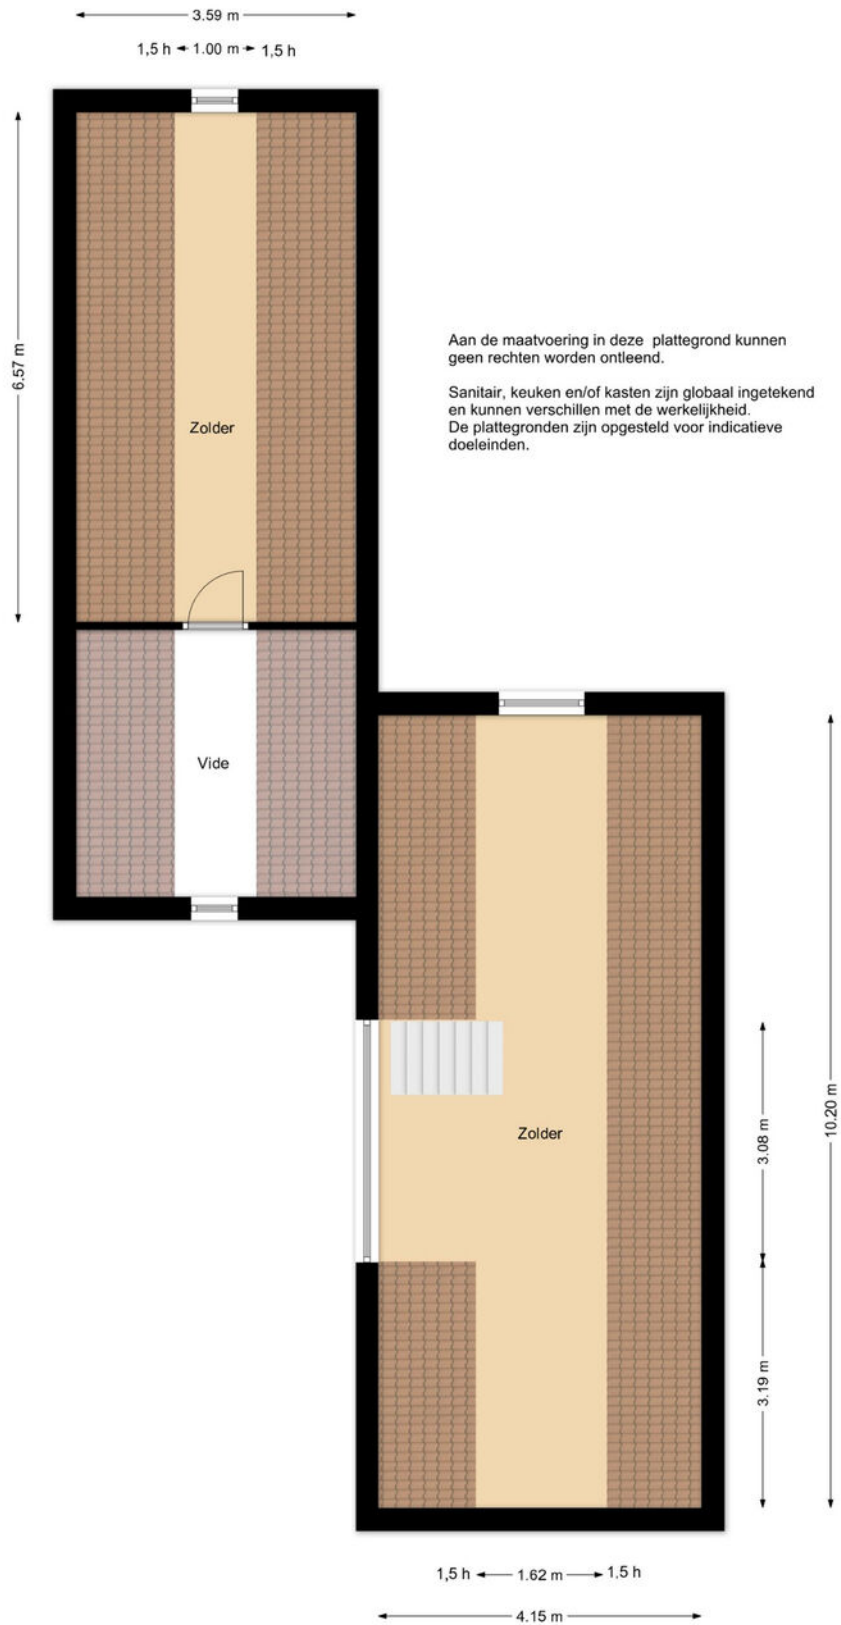 3.59 m
1,5 h 1.00 m 1,5 h
6.57 m
Aan de maatvoering in deze plattegrond kunnen
geen rechten worden ontleend.
Sanitair, keuken en/of kasten zijn globaal ingetekend
en kunnen verschillen met de werkelijkheid.
De plattegronden zijn opgesteld voor indicatieve
doeleinden.
Zolder
Vide
Zolder
3.08 m
10.20 m
3.19 m
1,5 h 1.62 m 1,5 h
4.15 m